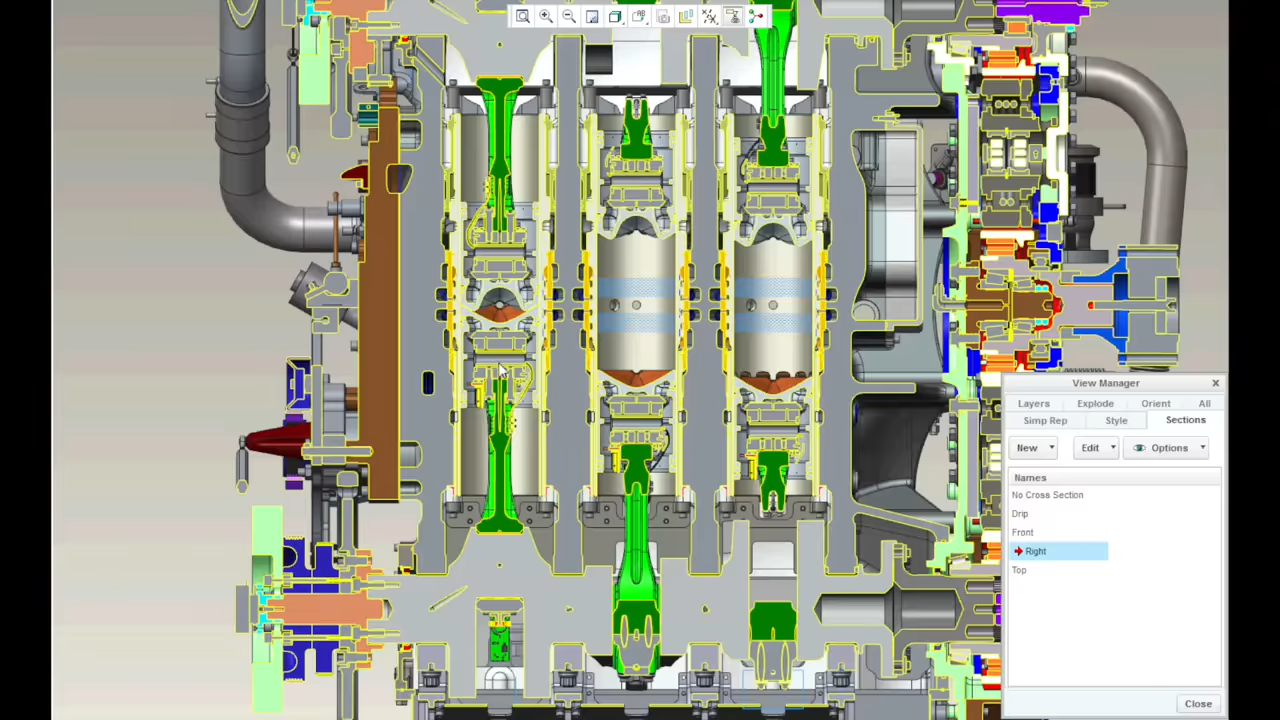 View Manager
Layers Explode Orient All
Simp Rep Style Sections
New Edit Options
Names
No Cross Section
Drip
Front
Right
Top
Close